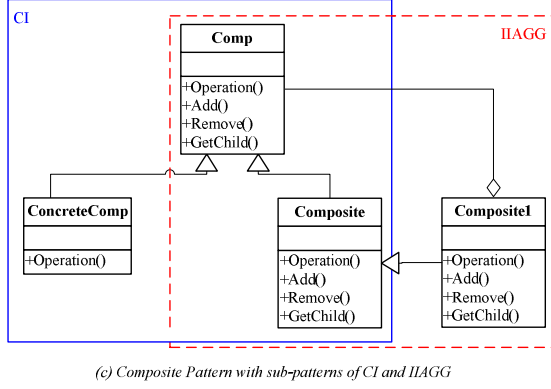 CI
IIAGG
Comp
+Operation()
+Add()
+Remove()
+GetChild()
ConcreteComp
+Operation()
Composite
+Operation()
+Add()
+Remove()
+GetChild()
Composite1
+Operation()
+Add()
+Remove()
+GetChild()
(c) Composite Pattern with sub-patterns of CI and IIAGG